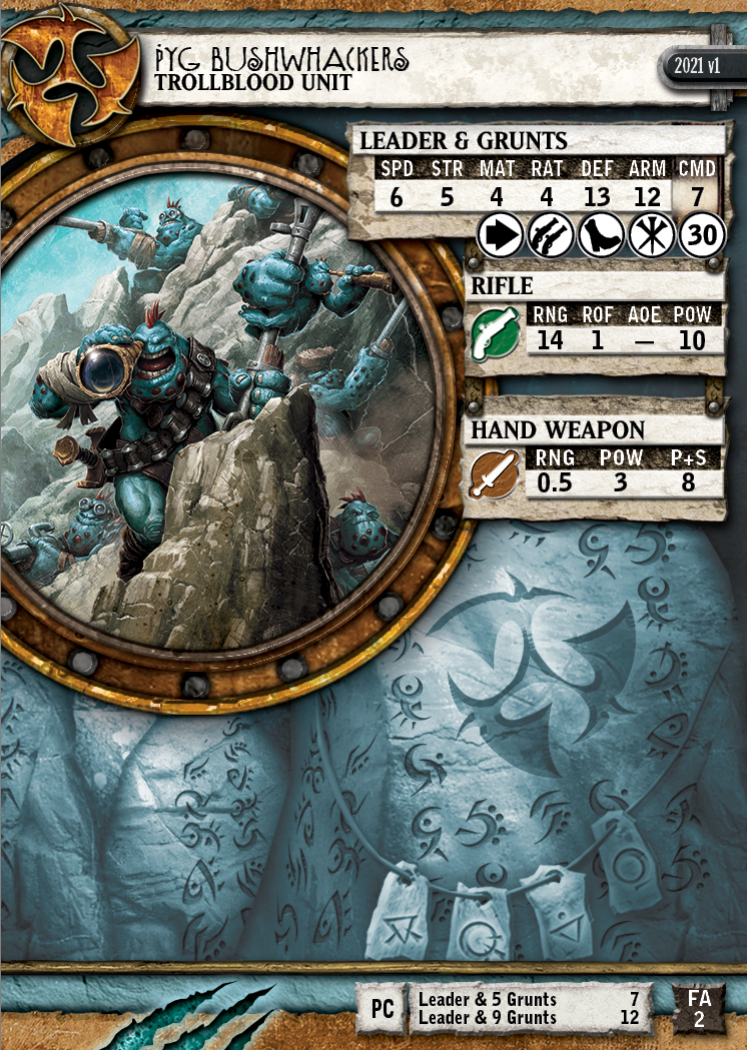 PYG BUSHWHACKERS
TROLLBLOOD UNIT
2021 v1
LEADER & GRUNTS
SPD STR MAT RAT DEF ARM CMD
6 5 4 4 13 12 7
30
RIFLE
RNG ROF AOE POW
14 1 — 10
HAND WEAPON
RNG POW P+S
0.5 3 8
PC
Leader & 5 Grunts 7
Leader & 9 Grunts 12
FA
2